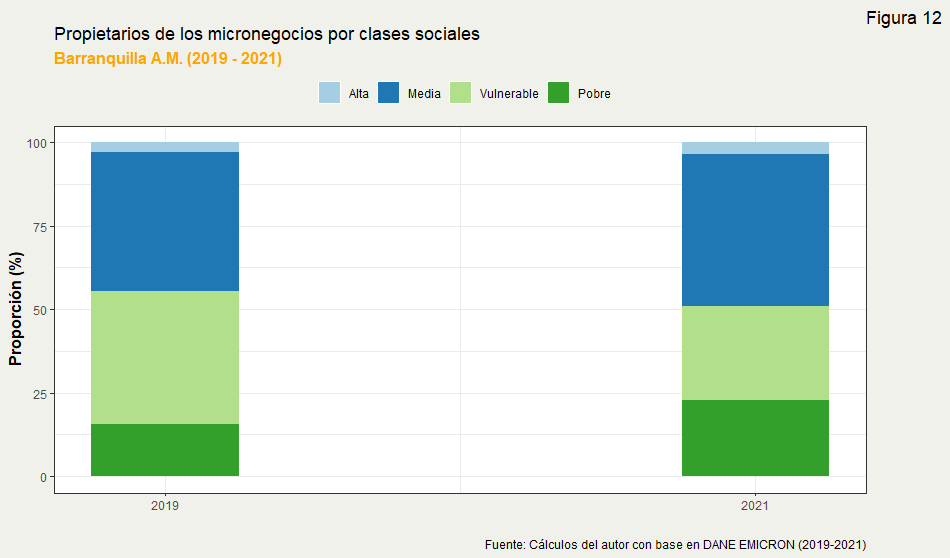 Figura 12
Propietarios de los micronegocios por clases sociales
Barranquilla A.M. (2019 - 2021)
Alta Media Vulnerable Pobre
Proporción (%)
100
75
50
25
0
2019 2021
Fuente: Cálculos del autor con base en DANE EMICRON (2019-2021)